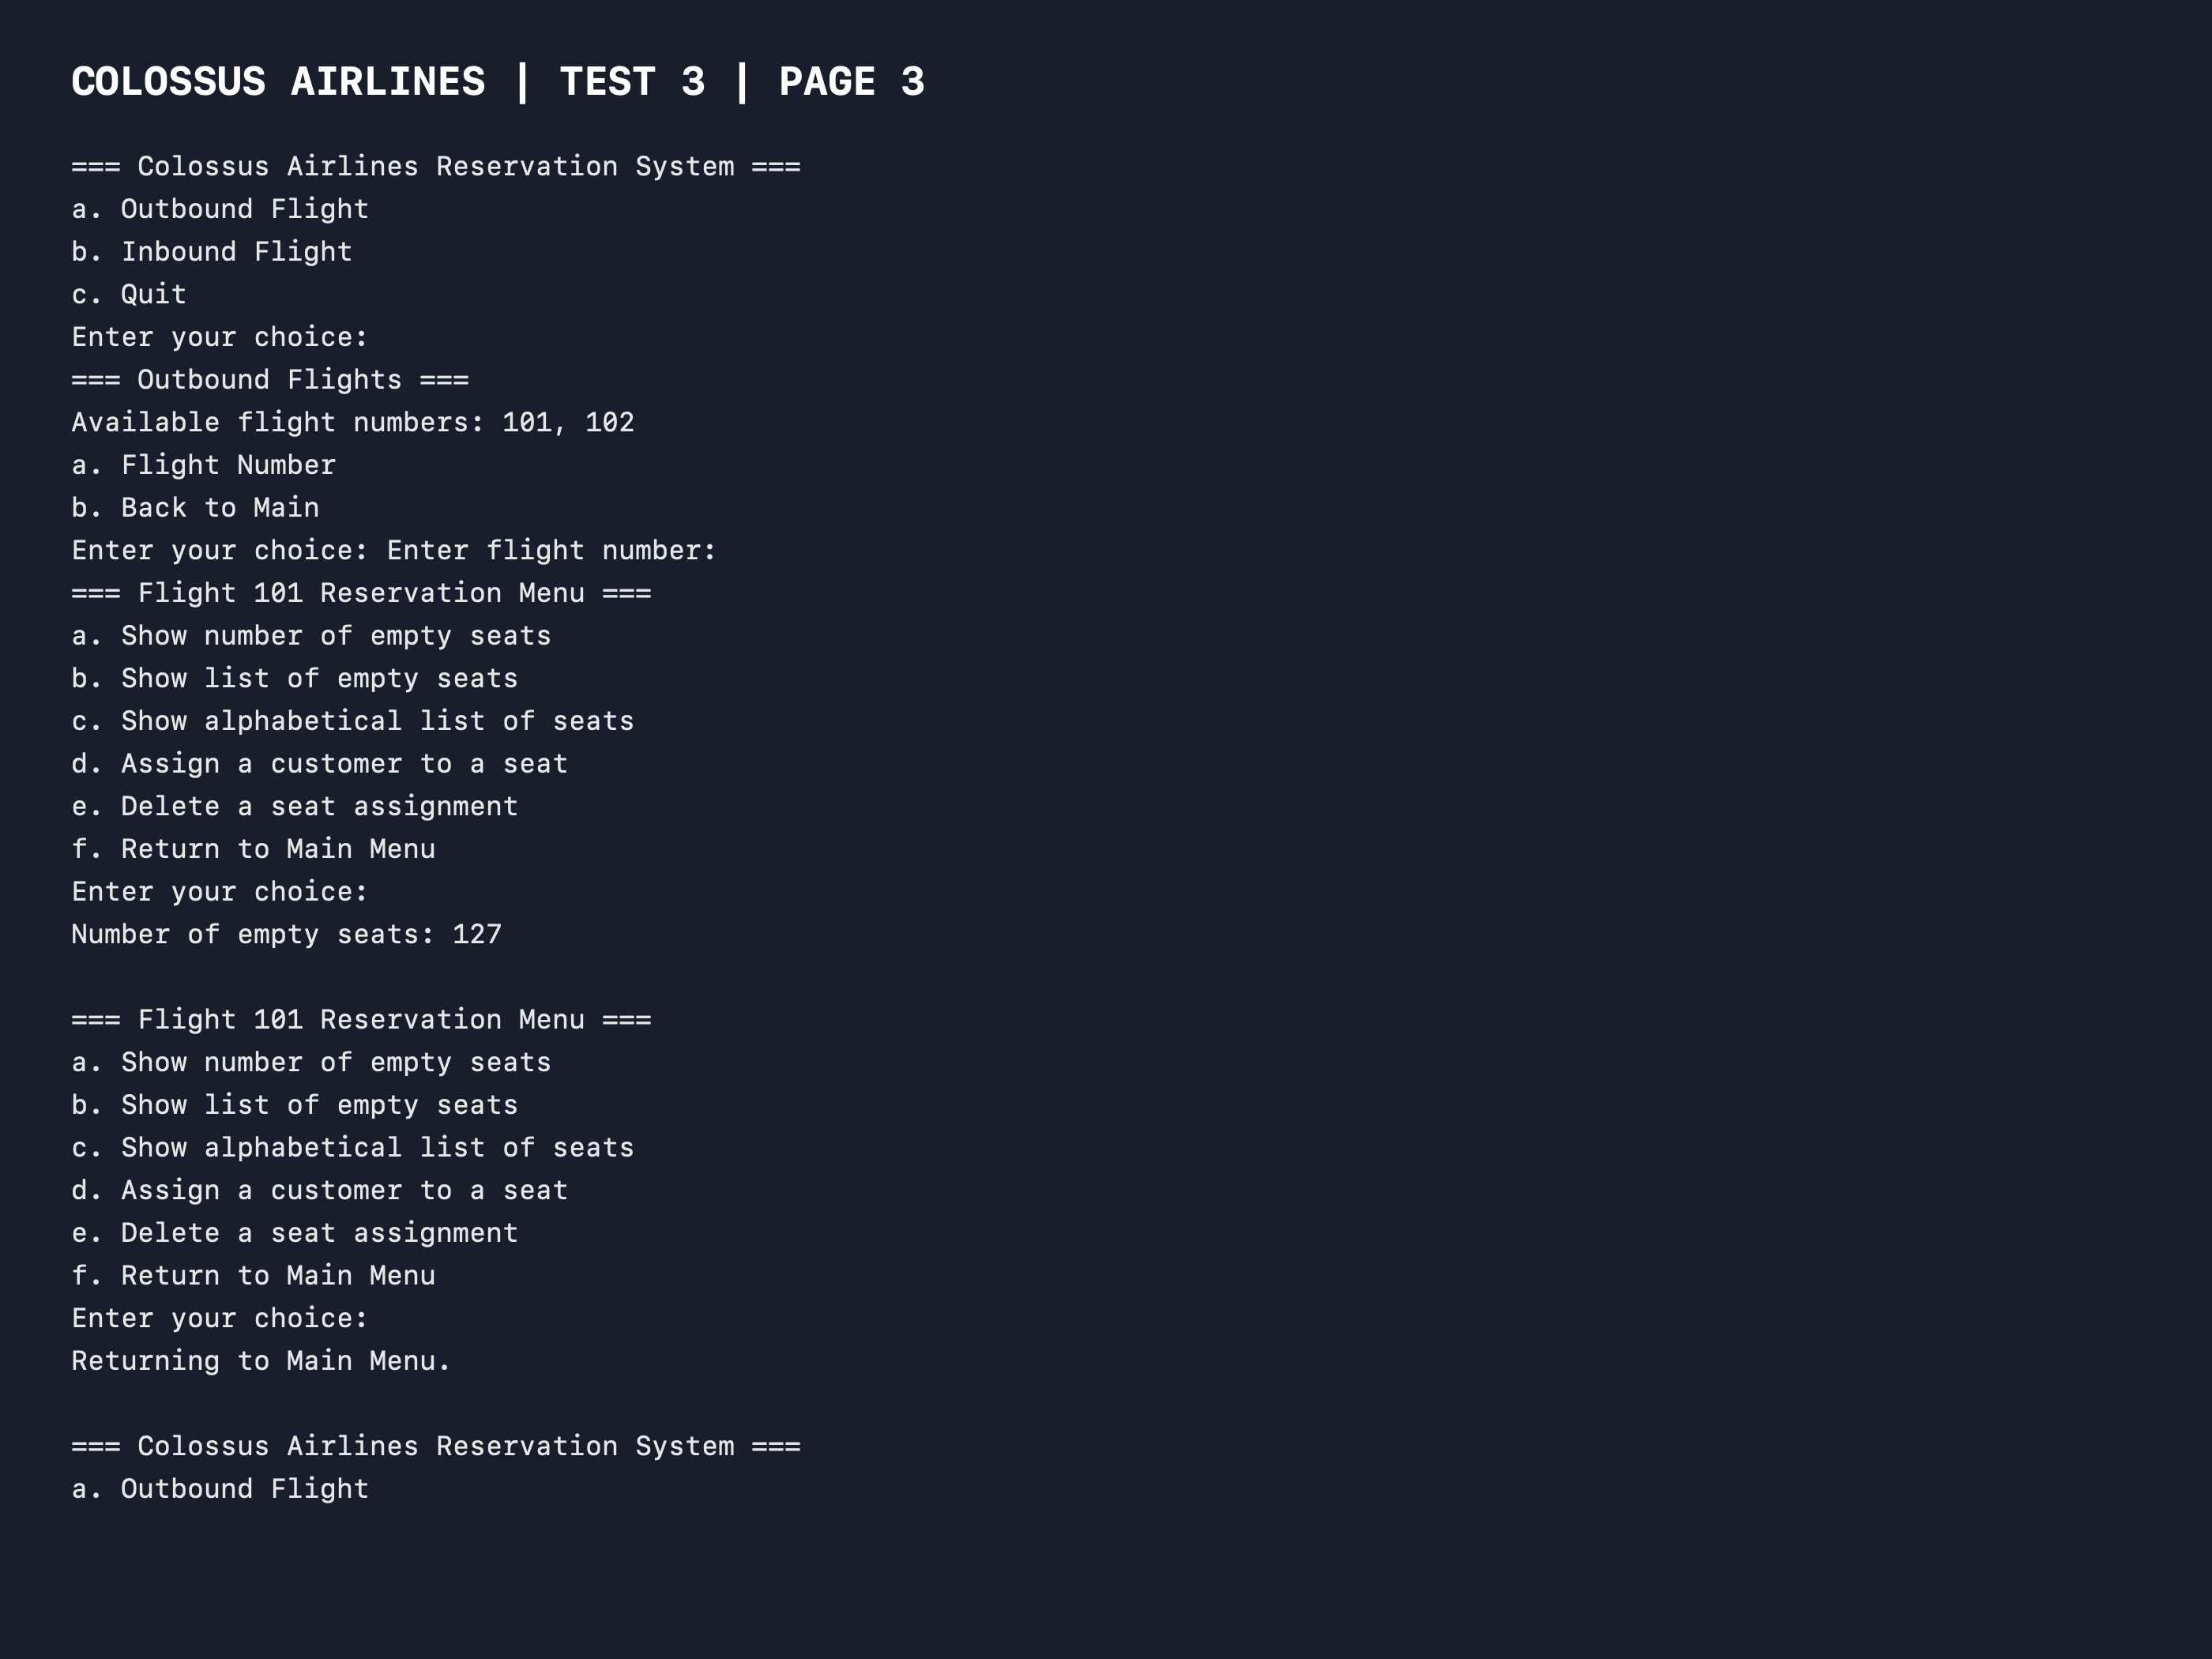 COLOSSUS AIRLINES | TEST 3 | PAGE 3
=== Colossus Airlines Reservation System ===
a. Outbound Flight
b. Inbound Flight
c. Quit
Enter your choice:
=== Outbound Flights ===
Available flight numbers: 101, 102
a. Flight Number
b. Back to Main
Enter your choice: Enter flight number:
=== Flight 101 Reservation Menu ===
a. Show number of empty seats
b. Show list of empty seats
c. Show alphabetical list of seats
d. Assign a customer to a seat
e. Delete a seat assignment
f. Return to Main Menu
Enter your choice:
Number of empty seats: 127

=== Flight 101 Reservation Menu ===
a. Show number of empty seats
b. Show list of empty seats
c. Show alphabetical list of seats
d. Assign a customer to a seat
e. Delete a seat assignment
f. Return to Main Menu
Enter your choice:
Returning to Main Menu.

=== Colossus Airlines Reservation System ===
a. Outbound Flight